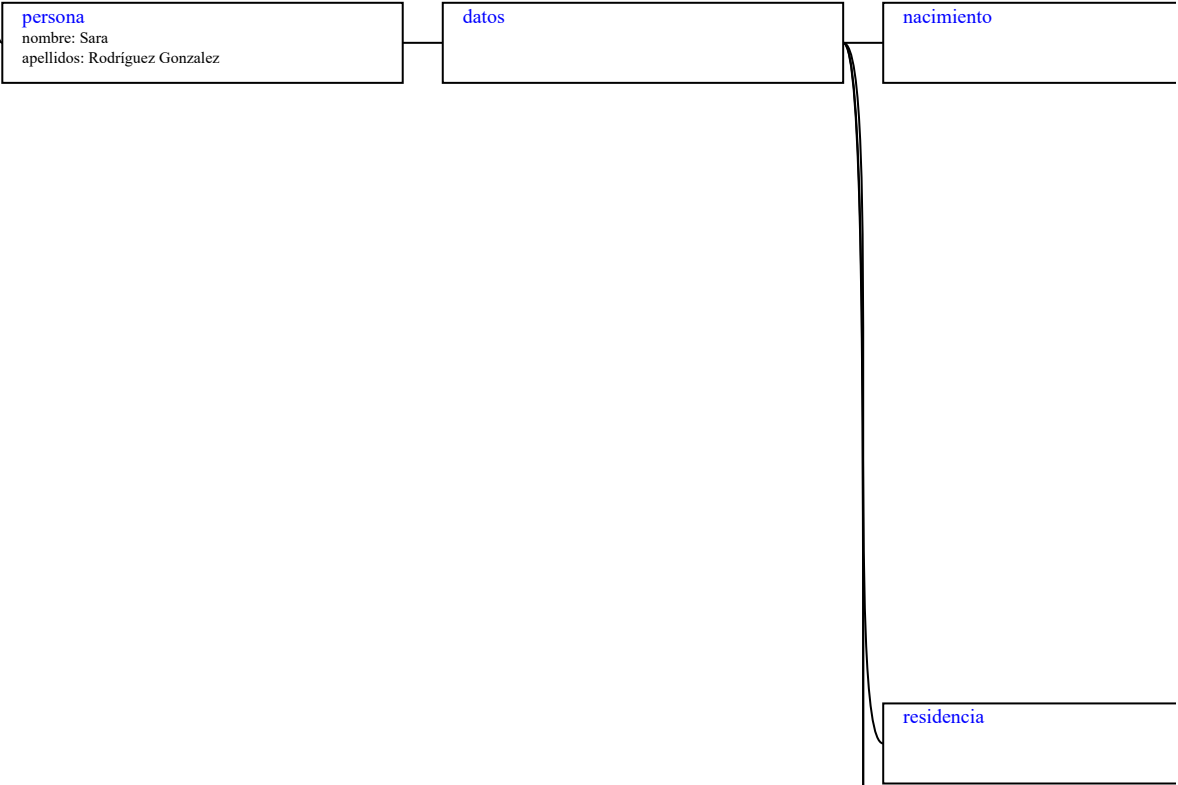 persona
nombre: Sara
apellidos: Rodríguez Gonzalez
datos
nacimiento
residencia